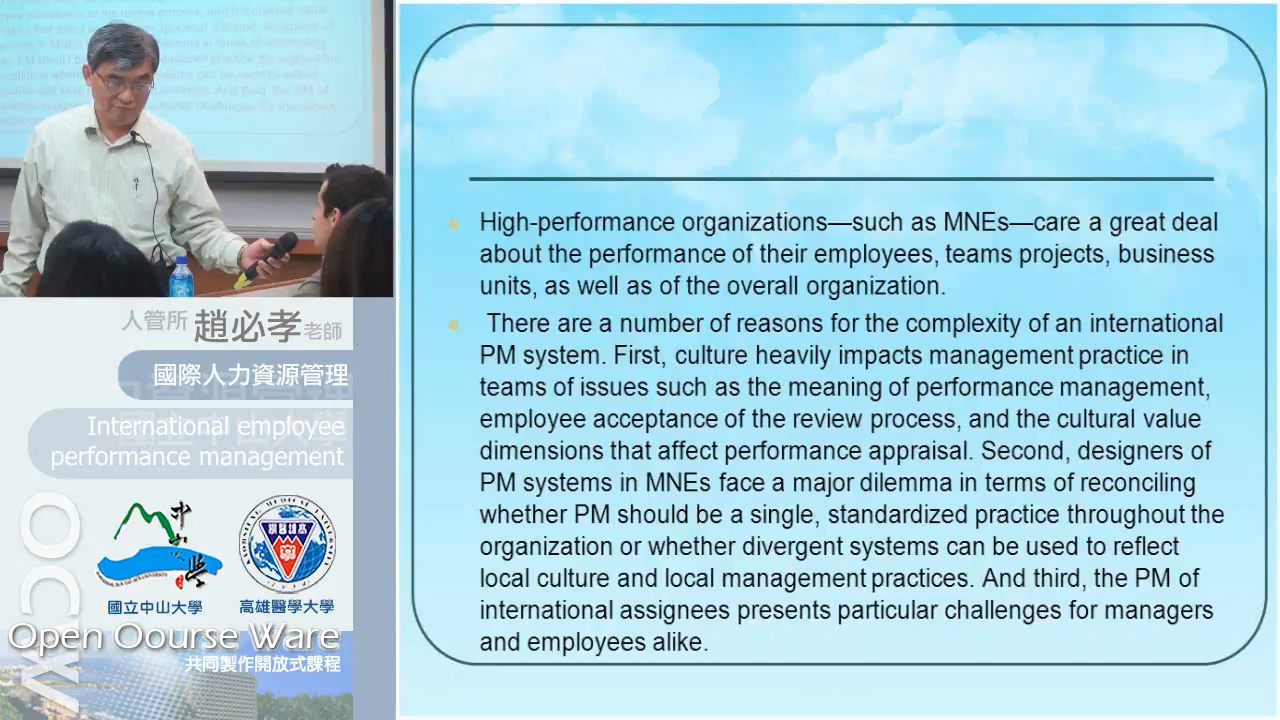 人管所 趙必孝老師
國際人力資源管理
International employee
performance management
國立中山大學
高雄醫學大學
Open Oourse Ware
共同製作開放式課程
OCW
High-performance organizations—such as MNEs—care a great deal
about the performance of their employees, teams projects, business
units, as well as of the overall organization.
There are a number of reasons for the complexity of an international
PM system. First, culture heavily impacts management practice in
teams of issues such as the meaning of performance management,
employee acceptance of the review process, and the cultural value
dimensions that affect performance appraisal. Second, designers of
PM systems in MNEs face a major dilemma in terms of reconciling
whether PM should be a single, standardized practice throughout the
organization or whether divergent systems can be used to reflect
local culture and local management practices. And third, the PM of
international assignees presents particular challenges for managers
and employees alike.